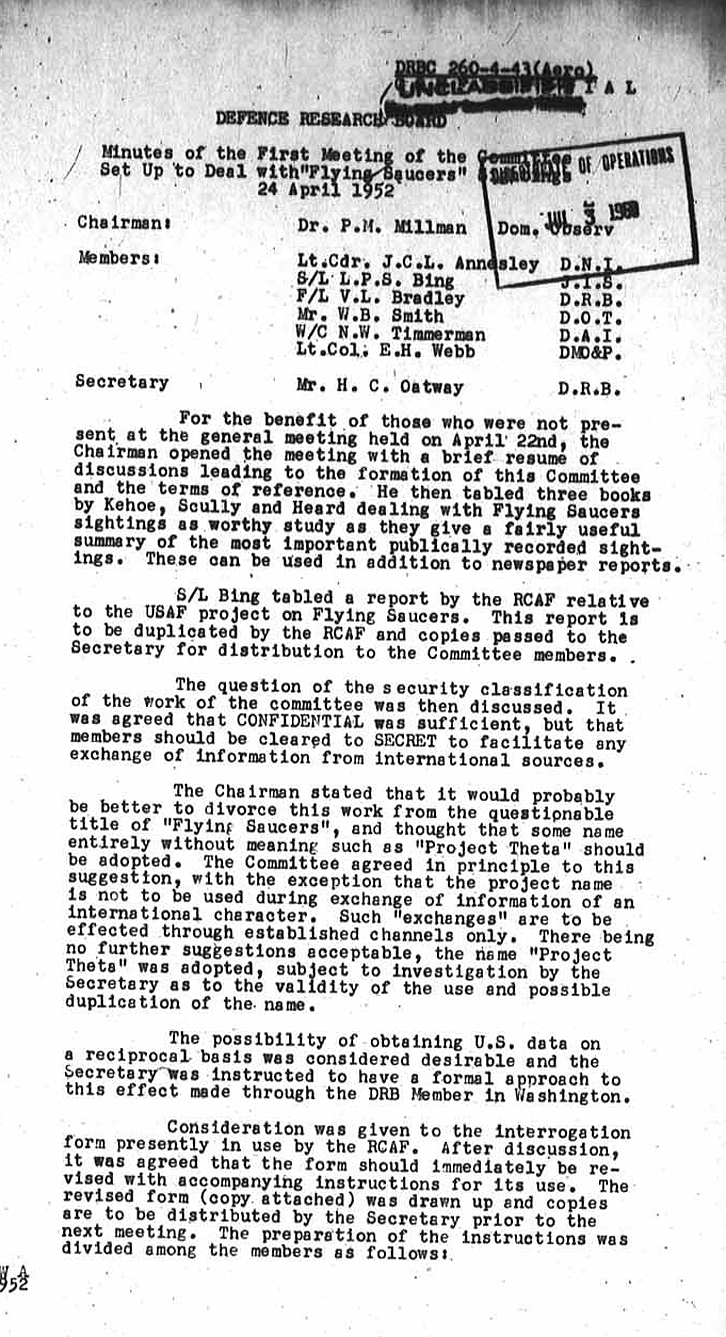 DRBC 260-4-43(Aero)
UNCLASSIFIED I A L
DEFENCE RESEARCH BOARD
Minutes of the First Meeting of the Committee
Set Up to Deal with"Flying Saucers" Sightings
24 April 1952
OF OPERATIONS
JUL 3
Chairman: Dr. P.M. Millman Dom. Observ
Members: Lt.Cdr. J.C.L. Annesley D.N.I.
S/L L.P.S. Bing J.I.S.
F/L V.L. Bradley D.R.B.
Mr. W.B. Smith D.O.T.
W/C N.W. Timmerman D.A.I.
Lt.Col. E.H. Webb DMO&P.
Secretary Mr. H. C. Oatway D.R.B.
For the benefit of those who were not pre-
sent at the general meeting held on April 22nd, the
Chairman opened the meeting with a brief resume of
discussions leading to the formation of this Committee
and the terms of reference. He then tabled three books
by Kehoe, Scully and Heard dealing with Flying Saucers
sightings as worthy study as they give a fairly useful
summary of the most important publically recorded sight-
ings. These can be used in addition to newspaper reports.
S/L Bing tabled a report by the RCAF relative
to the USAF project on Flying Saucers. This report is
to be duplicated by the RCAF and copies passed to the
Secretary for distribution to the Committee members.
The question of the security classification
of the work of the committee was then discussed. It
was agreed that CONFIDENTIAL was sufficient, but that
members should be cleared to SECRET to facilitate any
exchange of information from international sources.
The Chairman stated that it would probably
be better to divorce this work from the questionable
title of "Flying Saucers", and thought that some name
entirely without meaning such as "Project Theta" should
be adopted. The Committee agreed in principle to this
suggestion, with the exception that the project name
is not to be used during exchange of information of an
international character. Such "exchanges" are to be
effected through established channels only. There being
no further suggestions acceptable, the name "Project
Theta" was adopted, subject to investigation by the
Secretary as to the validity of the use and possible
duplication of the name.
The possibility of obtaining U.S. data on
a reciprocal basis was considered desirable and the
Secretary was instructed to have a formal approach to
this effect made through the DRB Member in Washington.
Consideration was given to the interrogation
form presently in use by the RCAF. After discussion,
it was agreed that the form should immediately be re-
vised with accompanying instructions for its use. The
revised form (copy attached) was drawn up and copies
are to be distributed by the Secretary prior to the
next meeting. The preparation of the instructions was
divided among the members as follows:
952